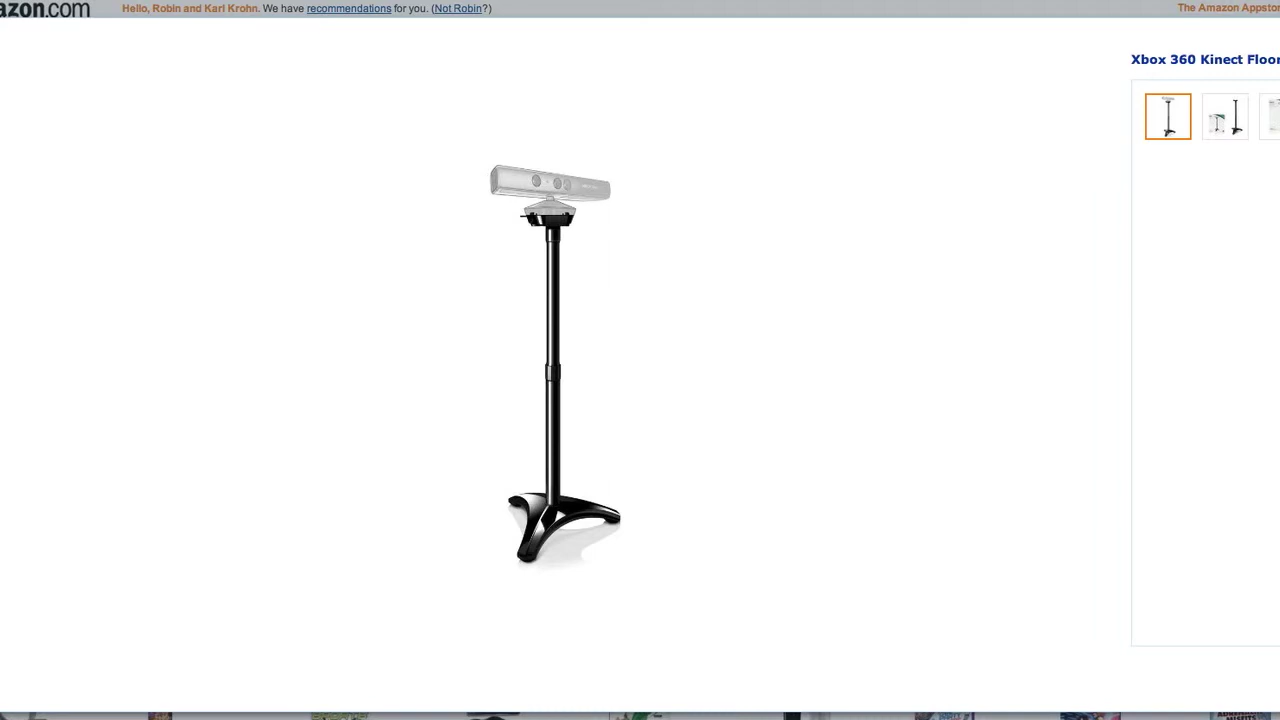 azon.com
Hello, Robin and Karl Krohn. We have recommendations for you. (Not Robin?)
The Amazon Appstor
Xbox 360 Kinect Floor